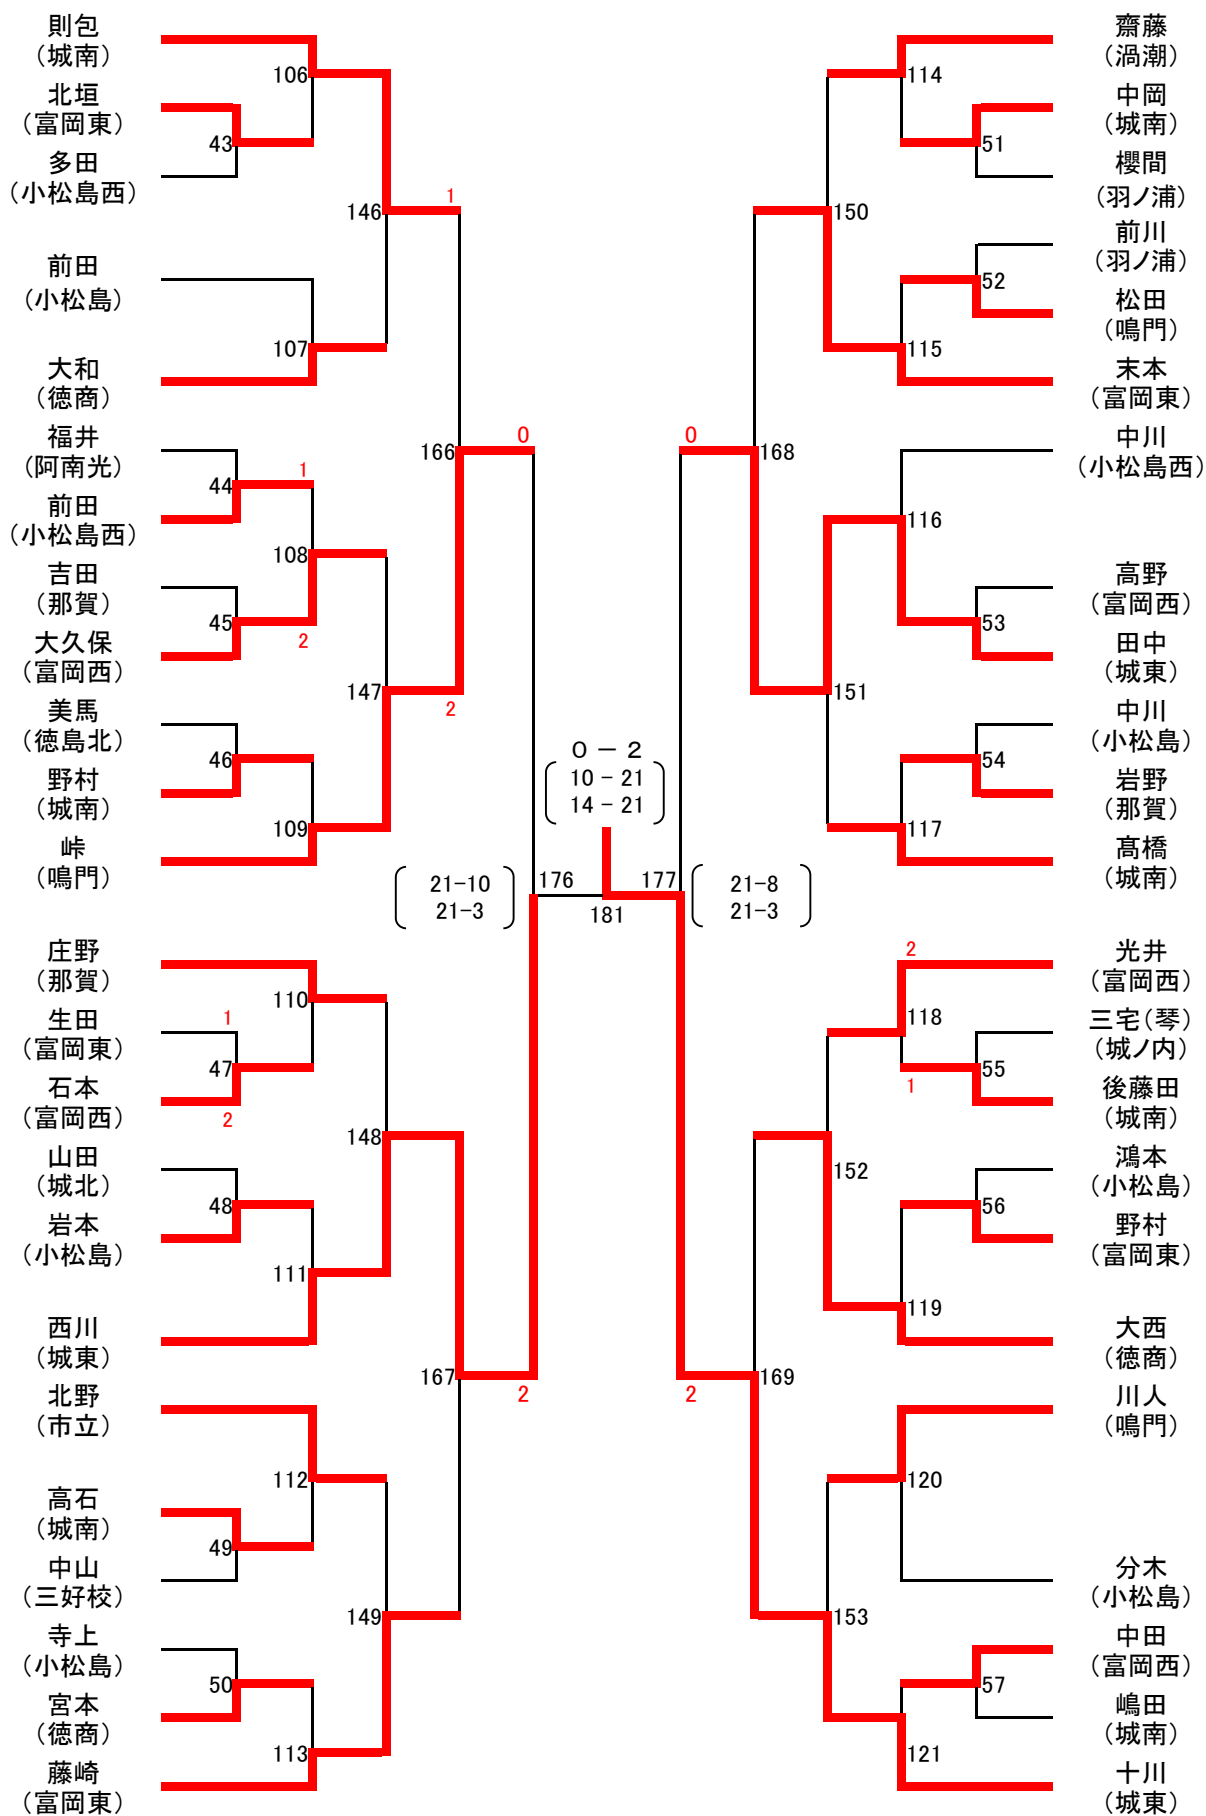 則包
（城南）
106
北垣
（富岡東）
43
多田
（小松島西）
1
146
前田
（小松島）
107
大和
（徳商）
福井
（阿南光）
1
44
前田
（小松島西）
0
166
108
吉田
（那賀）
45
2
大久保
（富岡西）
147
2
美馬
（徳島北）
46
野村
（城南）
109
峠
（鳴門）
0 － 2
10 － 21
14 － 21
21－10
21－3
176
181
177
21－8
21－3
庄野
（那賀）
110
1
生田
（富岡東）
47
石本
（富岡西）
2
148
山田
（城北）
48
岩本
（小松島）
111
西川
（城東）
167
2
北野
（市立）
112
高石
（城南）
49
中山
（三好校）
149
寺上
（小松島）
50
宮本
（徳商）
113
藤崎
（富岡東）
齋藤
（渦潮）
114
中岡
（城南）
51
櫻間
（羽ノ浦）
150
前川
（羽ノ浦）
52
松田
（鳴門）
115
末本
（富岡東）
0
168
中川
（小松島西）
116
高野
（富岡西）
53
田中
（城東）
151
中川
（小松島）
54
岩野
（那賀）
117
髙橋
（城南）
2
光井
（富岡西）
118
三宅（琴）
（城ノ内）
55
1
後藤田
（城南）
152
鴻本
（小松島）
56
野村
（富岡東）
119
大西
（徳商）
2
169
川人
（鳴門）
120
分木
（小松島）
153
中田
（富岡西）
57
嶋田
（城南）
121
十川
（城東）